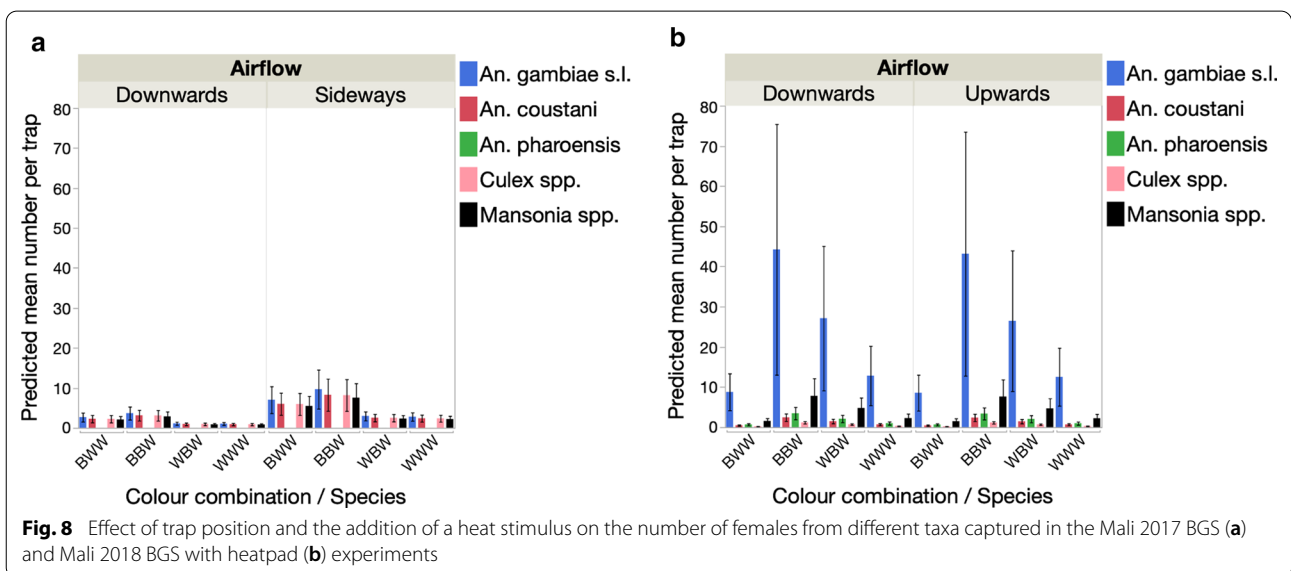 a
Airflow
Downwards Sideways
An. gambiae s.l.
An. coustani
An. pharoensis
Culex spp.
Mansonia spp.
Predicted mean number per trap
80
70
60
50
40
30
20
10
0
BWW BBW WBW WWW BWW BBW WBW WWW
Colour combination / Species
b
Airflow
Downwards Upwards
An. gambiae s.l.
An. coustani
An. pharoensis
Culex spp.
Mansonia spp.
Predicted mean number per trap
80
70
60
50
40
30
20
10
0
BWW BBW WBW WWW BWW BBW WBW WWW
Colour combination / Species
Fig. 8 Effect of trap position and the addition of a heat stimulus on the number of females from different taxa captured in the Mali 2017 BGS (a)
and Mali 2018 BGS with heatpad (b) experiments